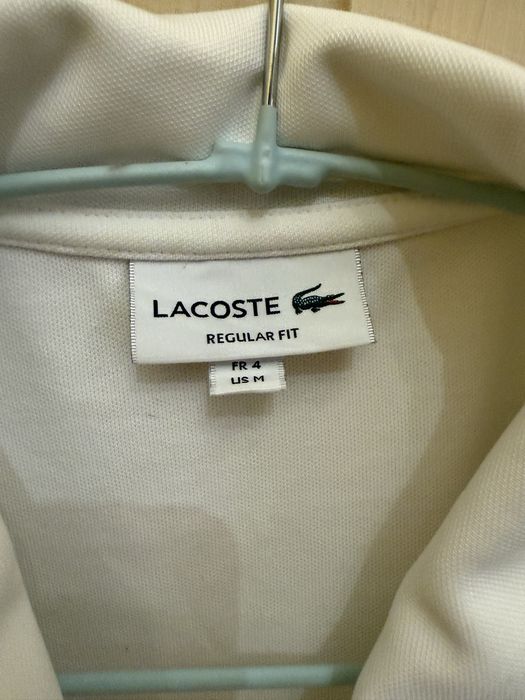 LACOSTE
REGULAR FIT
FR 4
US M